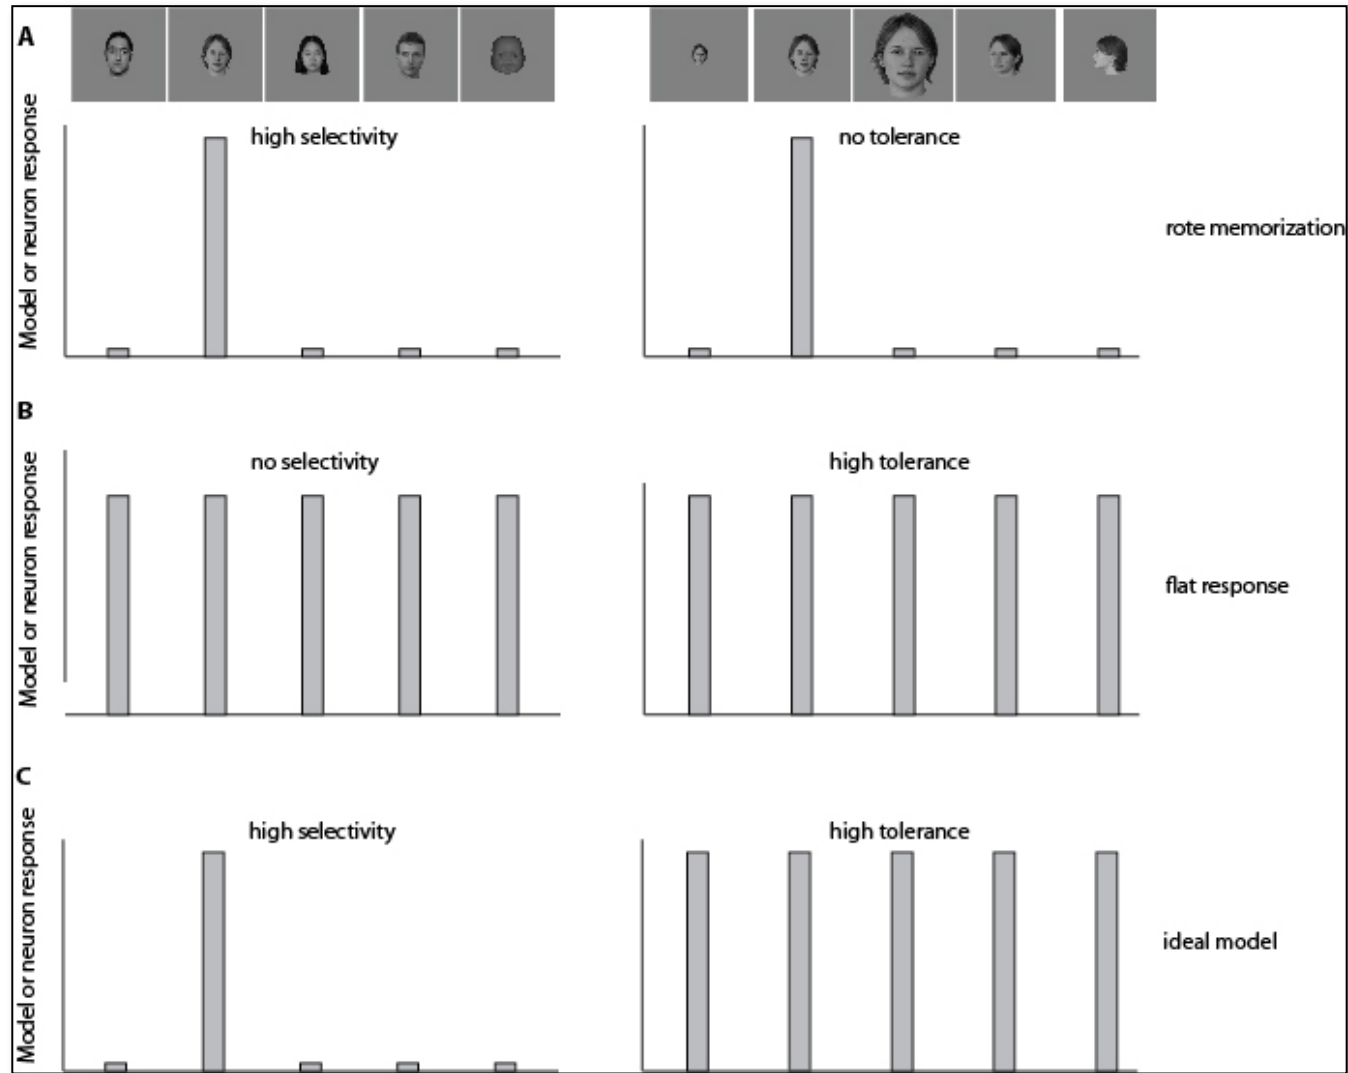 A
Model or neuron response
high selectivity
no tolerance
rote memorization
B
Model or neuron response
no selectivity
high tolerance
flat response
C
Model or neuron response
high selectivity
high tolerance
ideal model